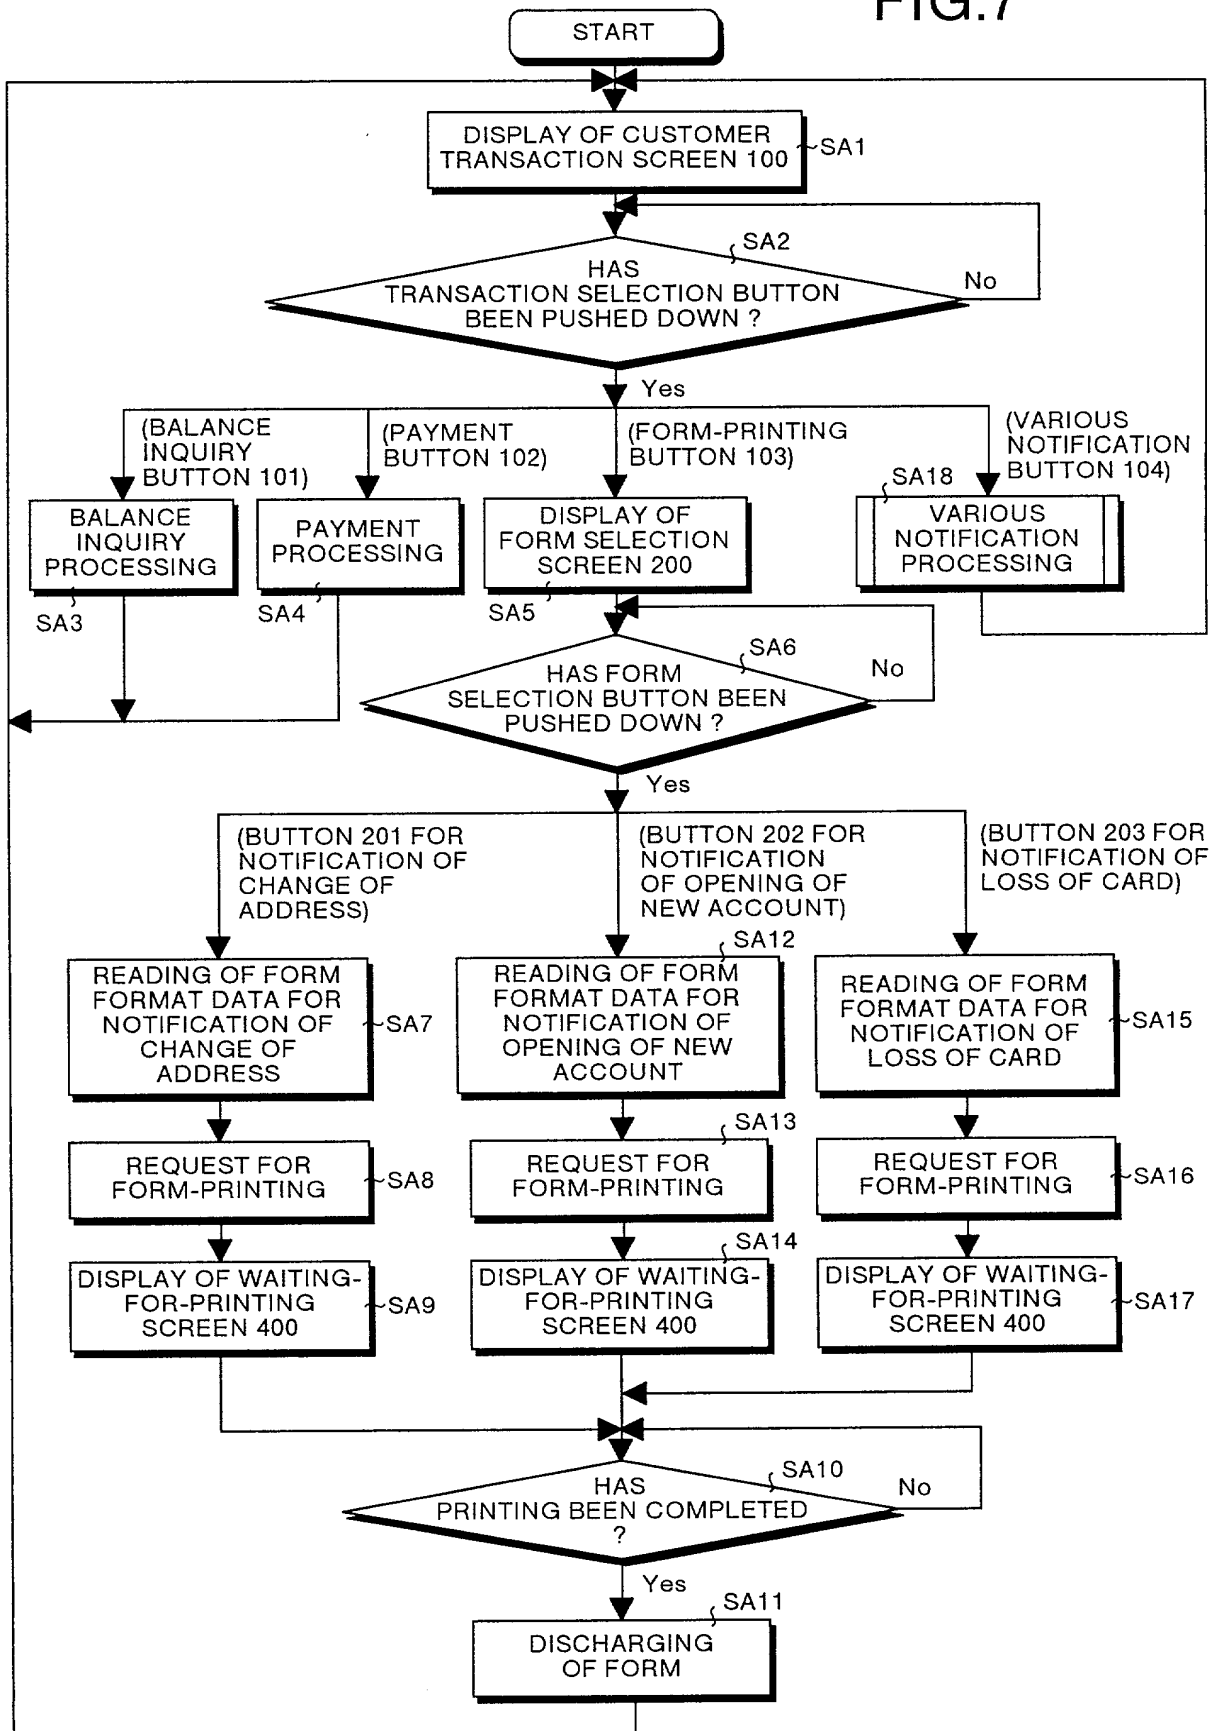 FIG.7
START
DISPLAY OF CUSTOMER
TRANSACTION SCREEN 100
SA1
SA2
HAS
TRANSACTION SELECTION BUTTON
BEEN PUSHED DOWN ?
No
Yes
(BALANCE
INQUIRY
BUTTON 101)
(PAYMENT
BUTTON 102)
(FORM-PRINTING
BUTTON 103)
(VARIOUS
NOTIFICATION
BUTTON 104)
BALANCE
INQUIRY
PROCESSING
SA3
PAYMENT
PROCESSING
SA4
DISPLAY OF
FORM SELECTION
SCREEN 200
SA5
SA18
VARIOUS
NOTIFICATION
PROCESSING
SA6
HAS FORM
SELECTION BUTTON BEEN
PUSHED DOWN ?
No
Yes
(BUTTON 201 FOR
NOTIFICATION OF
CHANGE OF
ADDRESS)
(BUTTON 202 FOR
NOTIFICATION
OF OPENING OF
NEW ACCOUNT)
(BUTTON 203 FOR
NOTIFICATION OF
LOSS OF CARD)
READING OF FORM
FORMAT DATA FOR
NOTIFICATION OF
CHANGE OF
ADDRESS
SA7
SA12
READING OF FORM
FORMAT DATA FOR
NOTIFICATION OF
OPENING OF NEW
ACCOUNT
READING OF FORM
FORMAT DATA FOR
NOTIFICATION OF
LOSS OF CARD
SA15
REQUEST FOR
FORM-PRINTING
SA8
SA13
REQUEST FOR
FORM-PRINTING
REQUEST FOR
FORM-PRINTING
SA16
DISPLAY OF WAITING-
FOR-PRINTING
SCREEN 400
SA9
SA14
DISPLAY OF WAITING-
FOR-PRINTING
SCREEN 400
DISPLAY OF WAITING-
FOR-PRINTING
SCREEN 400
SA17
SA10
HAS
PRINTING BEEN COMPLETED
?
No
Yes
SA11
DISCHARGING
OF FORM